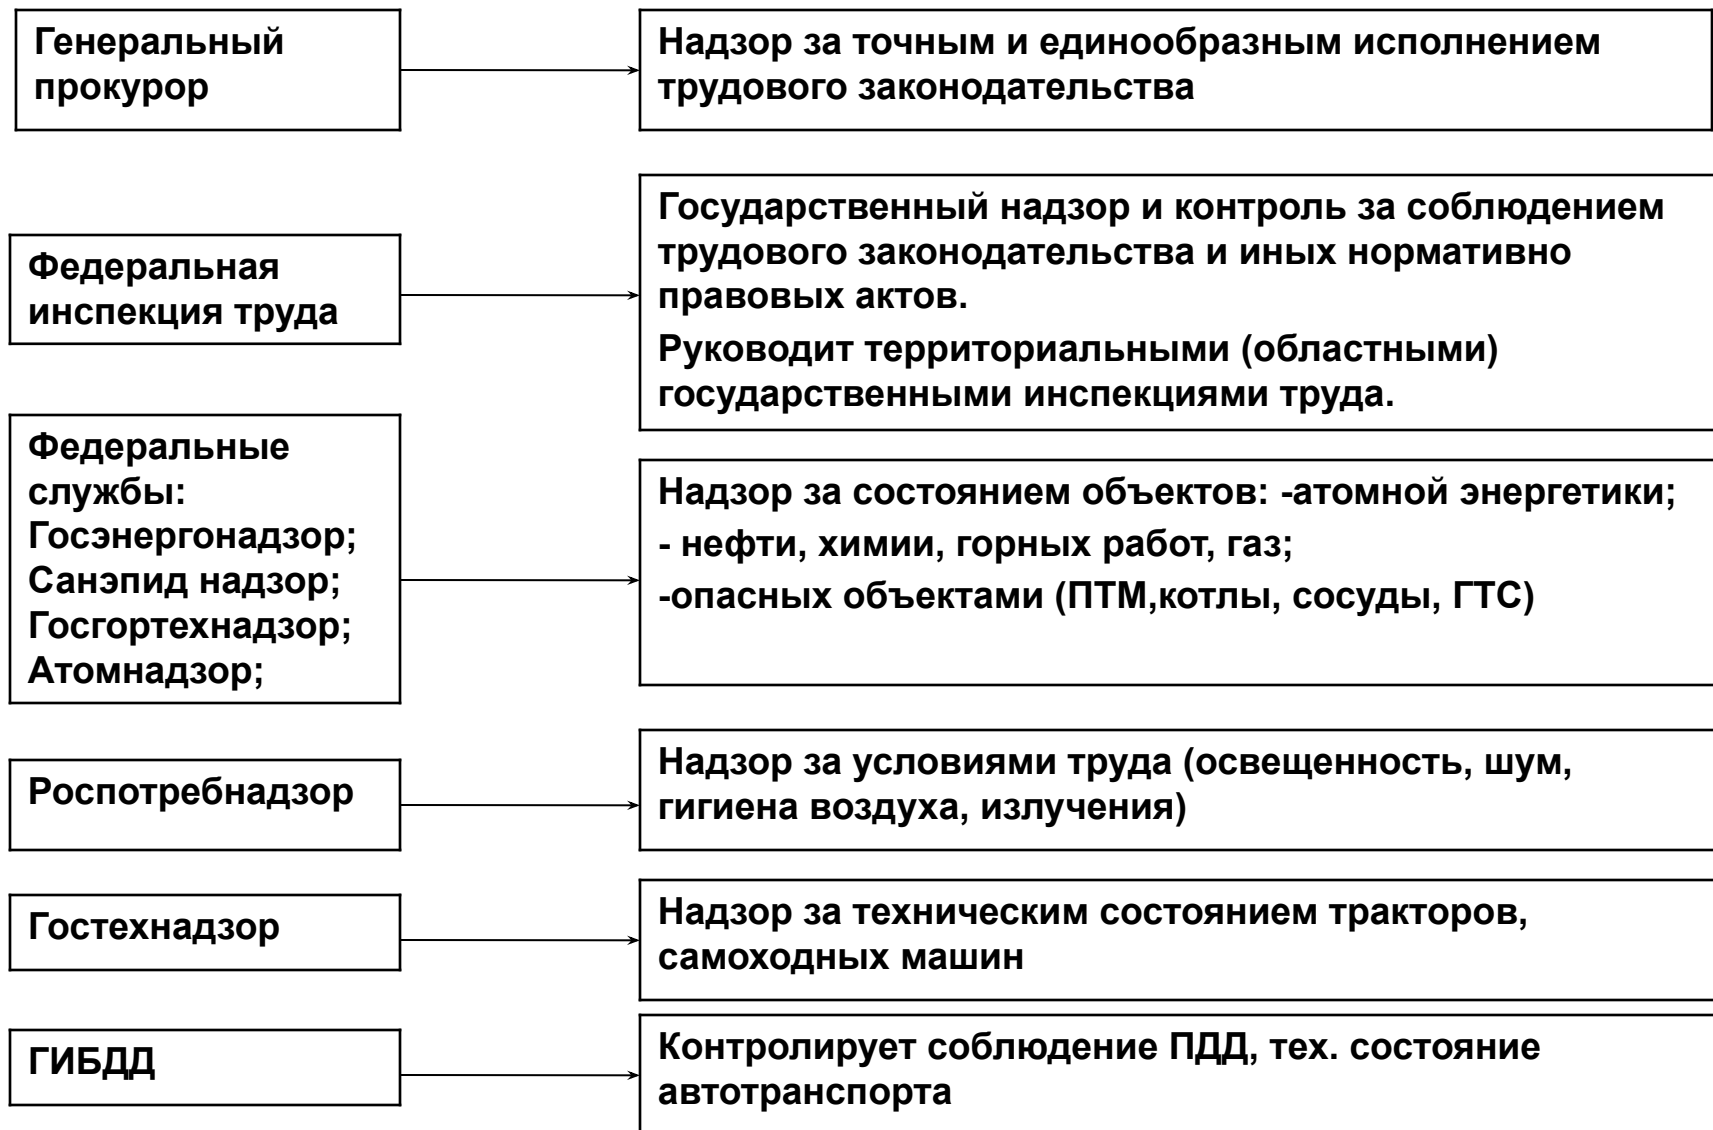 Генеральный
прокурор
Надзор за точным и единообразным исполнением
трудового законодательства
Федеральная
инспекция труда
Государственный надзор и контроль за соблюдением
трудового законодательства и иных нормативно
правовых актов.
Руководит территориальными (областными)
государственными инспекциями труда.
Федеральные
службы:
Госэнергонадзор;
Санэпид надзор;
Госгортехнадзор;
Атомнадзор;
Надзор за состоянием объектов: -атомной энергетики;
- нефти, химии, горных работ, газ;
-опасных объектами (ПТМ,котлы, сосуды, ГТС)
Роспотребнадзор
Надзор за условиями труда (освещенность, шум,
гигиена воздуха, излучения)
Гостехнадзор
Надзор за техническим состоянием тракторов,
самоходных машин
ГИБДД
Контролирует соблюдение ПДД, тех. состояние
автотранспорта